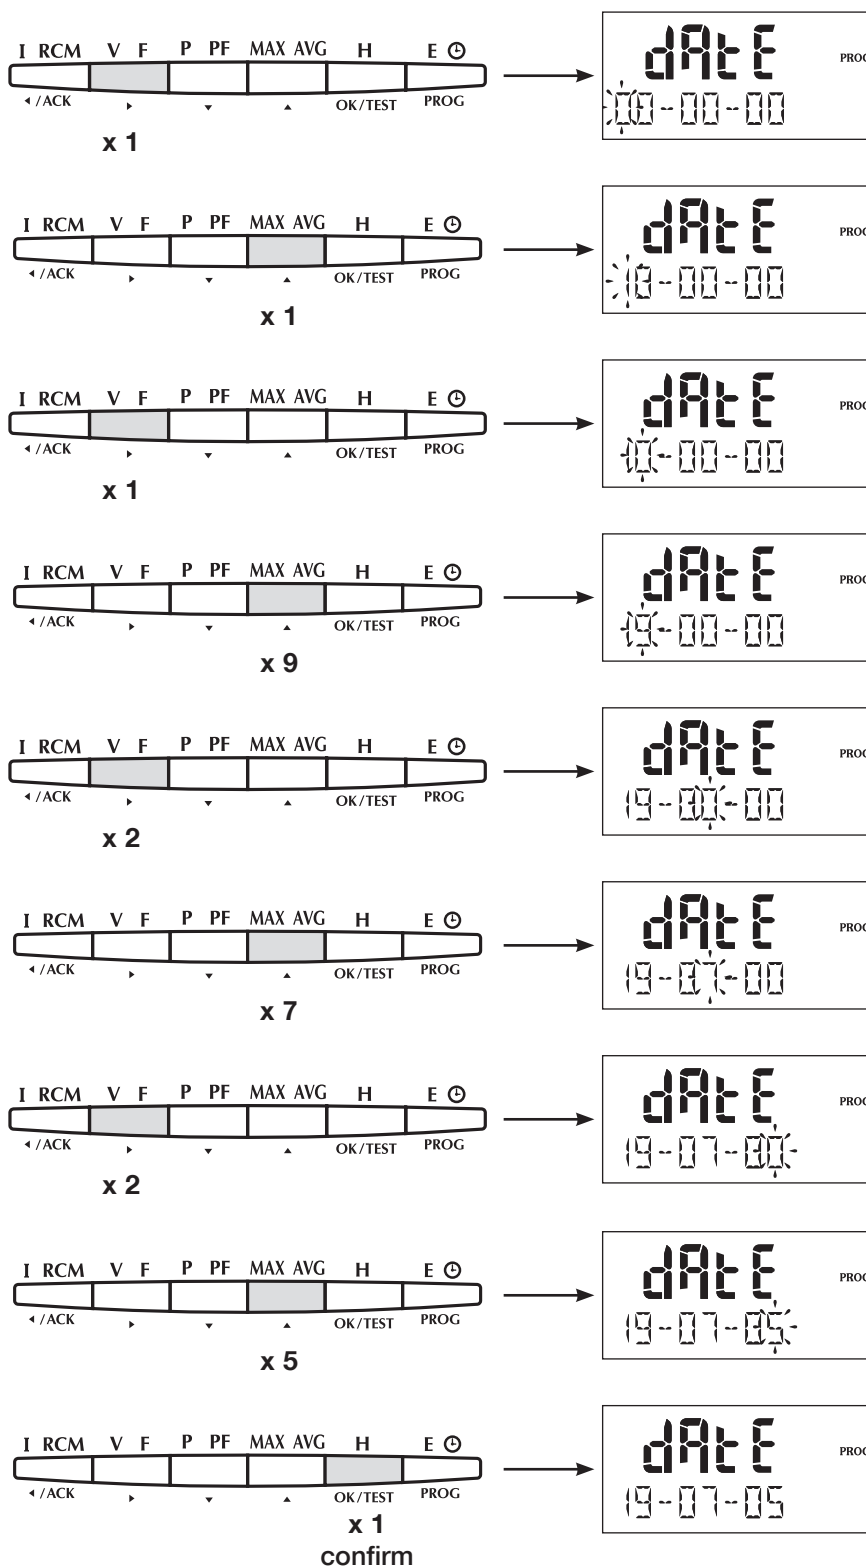 I RCM V F P PF MAX AVG H E
/ACK OK/TEST PROG
x 1
dAtE PROG
00-00-00
I RCM V F P PF MAX AVG H E
/ACK OK/TEST PROG
x 1
dAtE PROG
10-00-00
I RCM V F P PF MAX AVG H E
/ACK OK/TEST PROG
x 1
dAtE PROG
10-00-00
I RCM V F P PF MAX AVG H E
/ACK OK/TEST PROG
x 9
dAtE PROG
19-00-00
I RCM V F P PF MAX AVG H E
/ACK OK/TEST PROG
x 2
dAtE PROG
19-00-00
I RCM V F P PF MAX AVG H E
/ACK OK/TEST PROG
x 7
dAtE PROG
19-07-00
I RCM V F P PF MAX AVG H E
/ACK OK/TEST PROG
x 2
dAtE PROG
19-07-00
I RCM V F P PF MAX AVG H E
/ACK OK/TEST PROG
x 5
dAtE PROG
19-07-05
I RCM V F P PF MAX AVG H E
/ACK OK/TEST PROG
x 1
confirm
dAtE PROG
19-07-05